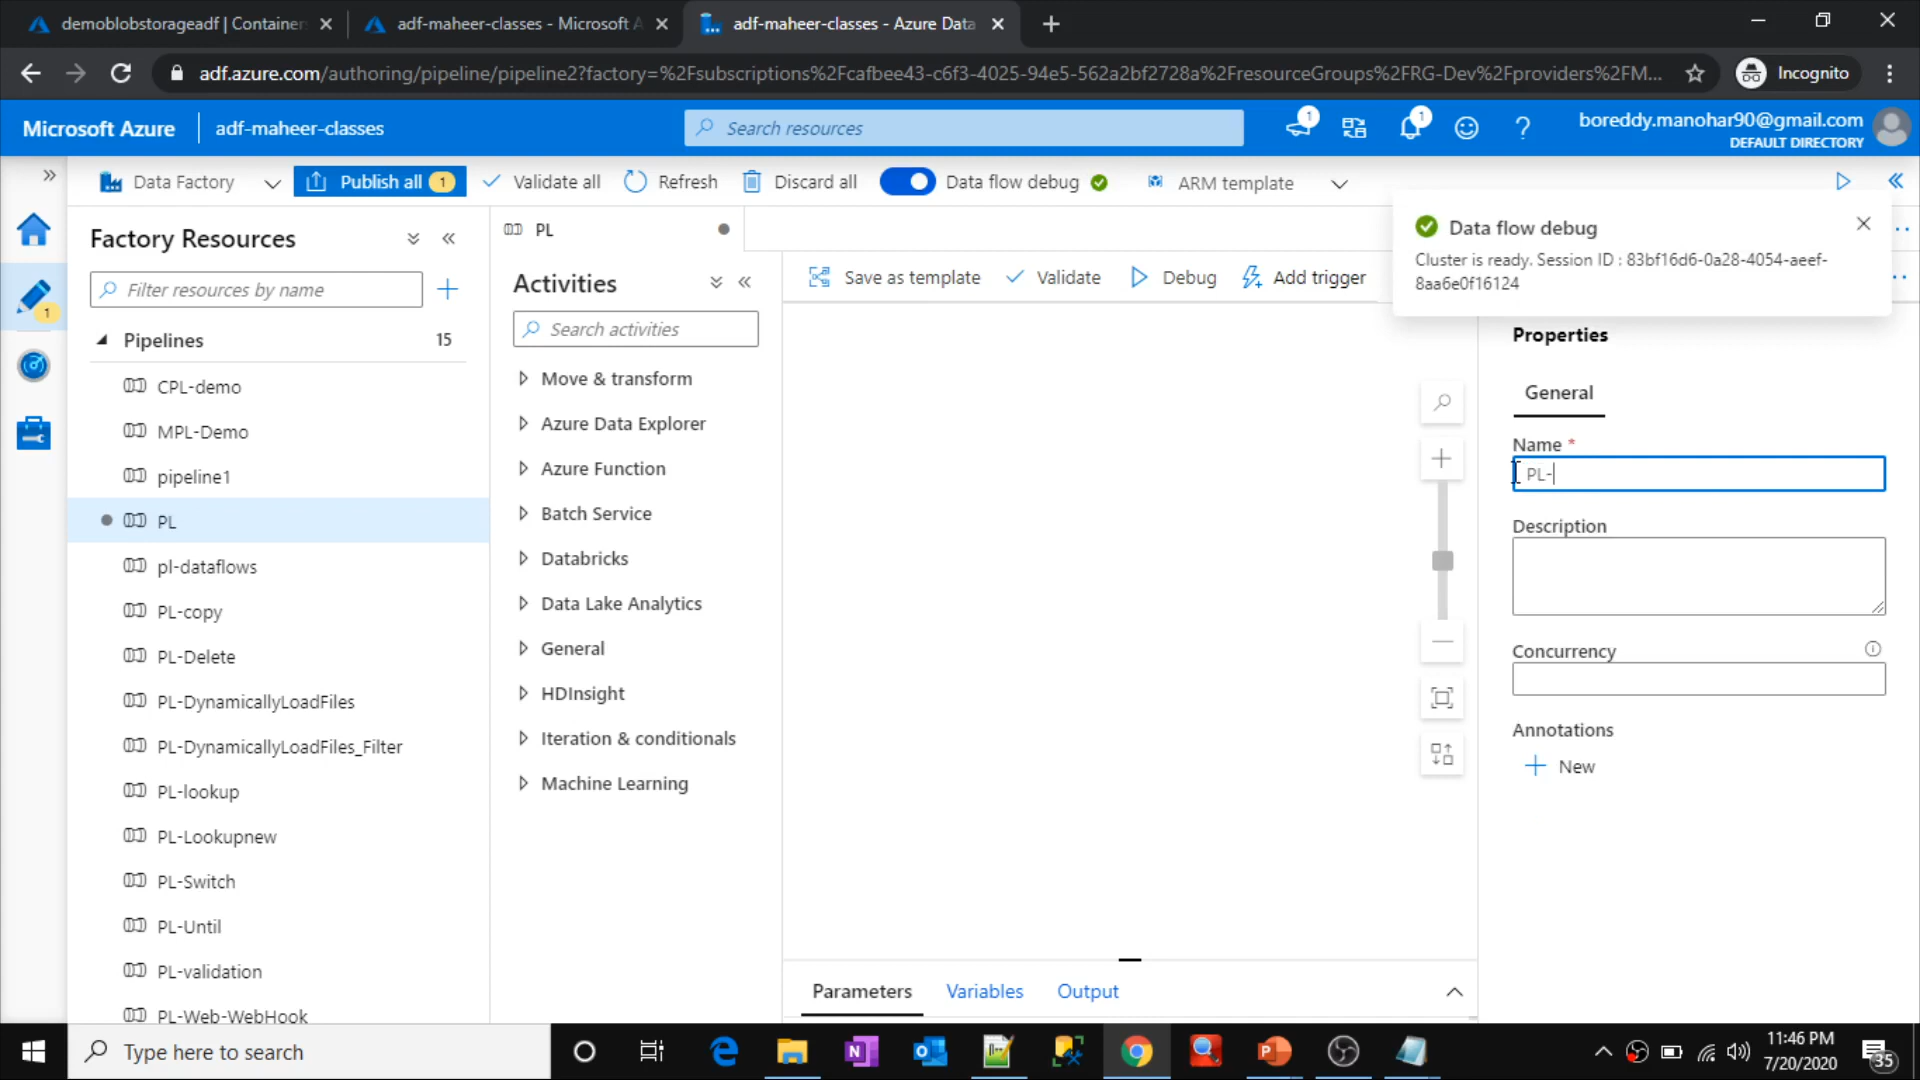 demoblobstorageadf | Container
adf-maheer-classes - Microsoft A
adf-maheer-classes - Azure Data
adf.azure.com/authoring/pipeline/pipeline2?factory=%2Fsubscriptions%2Fcafbee43-c6f3-4025-94e5-562a2bf2728a%2FresourceGroups%2FRG-Dev%2Fproviders%2FM...
Incognito
Microsoft Azure
adf-maheer-classes
Search resources
1
1
boreddy.manohar90@gmail.com
DEFAULT DIRECTORY
Data Factory
Publish all 1
Validate all
Refresh
Discard all
Data flow debug
ARM template
Data flow debug
Cluster is ready. Session ID : 83bf16d6-0a28-4054-aeef-
8aa6e0f16124
1
Factory Resources
Filter resources by name
Pipelines 15
CPL-demo
MPL-Demo
pipeline1
PL
pl-dataflows
PL-copy
PL-Delete
PL-DynamicallyLoadFiles
PL-DynamicallyLoadFiles_Filter
PL-lookup
PL-Lookupnew
PL-Switch
PL-Until
PL-validation
PL-Web-WebHook
PL
Activities
Search activities
Move & transform
Azure Data Explorer
Azure Function
Batch Service
Databricks
Data Lake Analytics
General
HDInsight
Iteration & conditionals
Machine Learning
Save as template
Validate
Debug
Add trigger
Parameters
Variables
Output
Properties
General
Name *
PL-
Description
Concurrency
Annotations
New
Type here to search
11:46 PM
7/20/2020
35